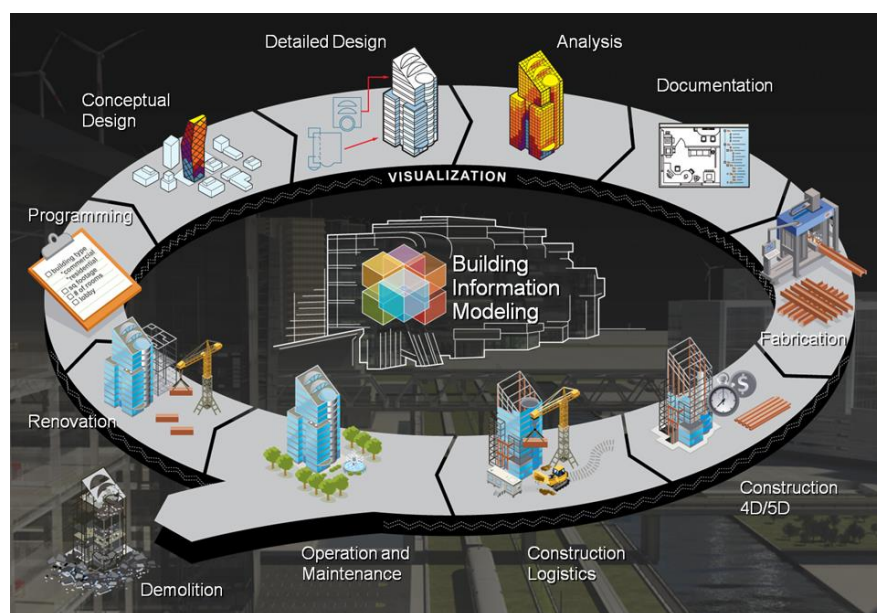 Detailed Design
Analysis
Conceptual
Design
Documentation
VISUALIZATION
Programming
building type
*commercial
*residential
sq.footage
# of rooms
lobby
Building
Information
Modeling
Fabrication
Renovation
Construction
4D/5D
Operation and
Maintenance
Construction
Logistics
Demolition
$